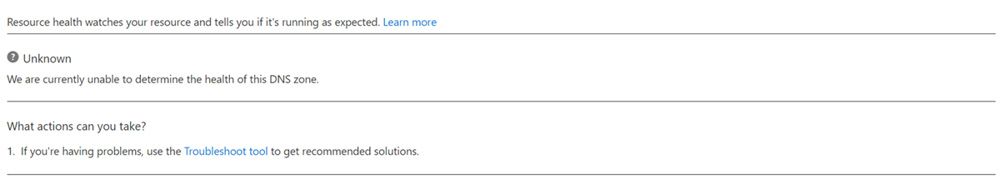 Resource health watches your resource and tells you if it's running as expected. Learn more
? Unknown
We are currently unable to determine the health of this DNS zone.
What actions can you take?
1. If you're having problems, use the Troubleshoot tool to get recommended solutions.